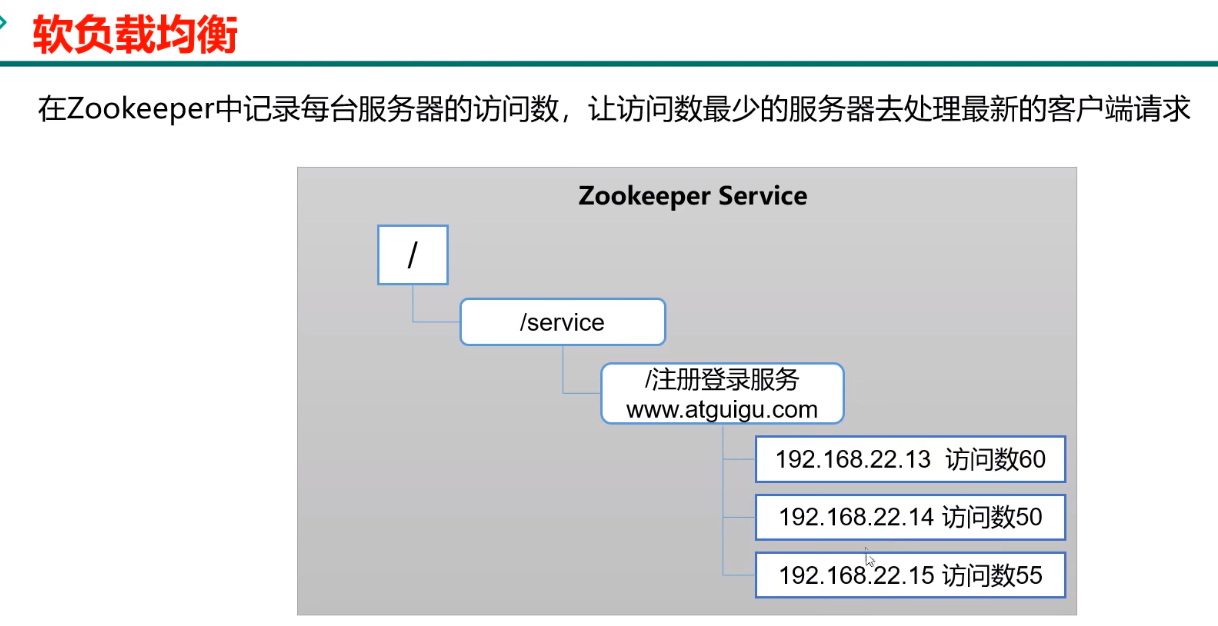 软负载均衡
在Zookeeper中记录每台服务器的访问数，让访问数最少的服务器去处理最新的客户端请求
Zookeeper Service
/
/service
/注册登录服务
www.atguigu.com
192.168.22.13 访问数60
192.168.22.14 访问数50
192.168.22.15 访问数55